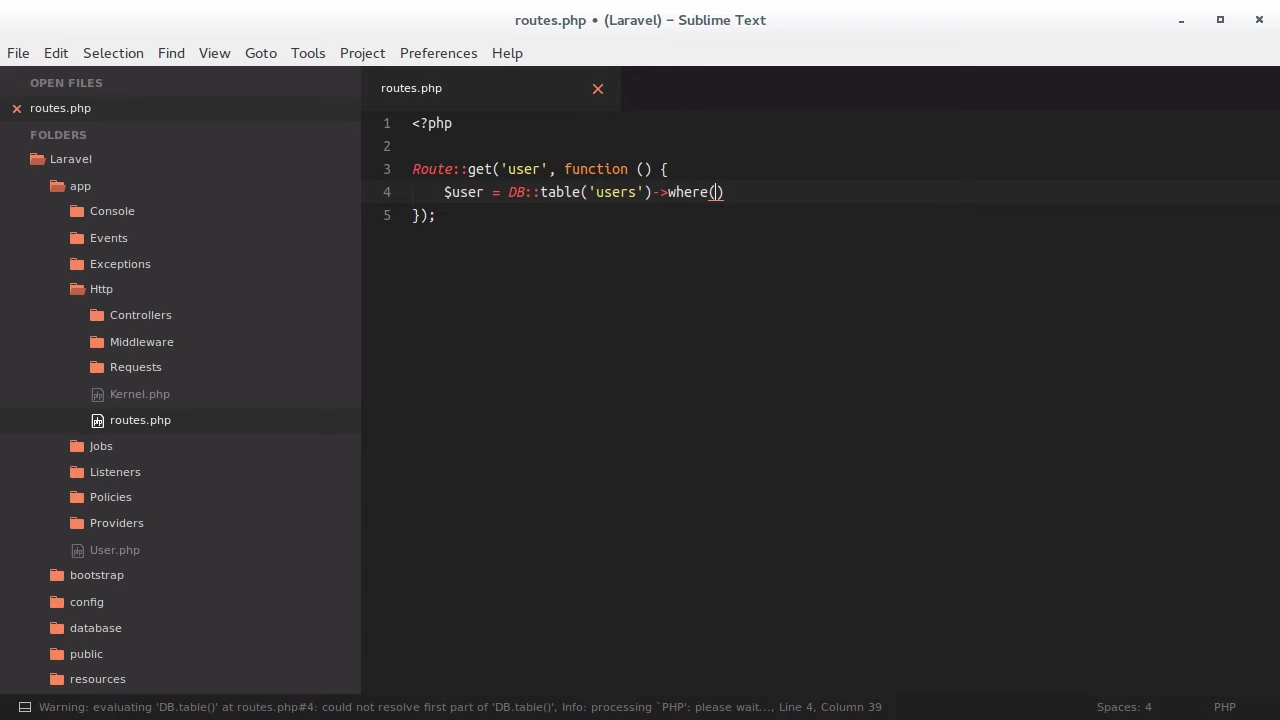 routes.php • (Laravel) – Sublime Text
File Edit Selection Find View Goto Tools Project Preferences Help
OPEN FILES
routes.php
FOLDERS
Laravel
app
Console
Events
Exceptions
Http
Controllers
Middleware
Requests
Kernel.php
routes.php
Jobs
Listeners
Policies
Providers
User.php
bootstrap
config
database
public
resources
routes.php
1 <?php
2
3 Route::get('user', function () {
4     $user = DB::table('users')->where()
5 });
Warning: evaluating 'DB.table()' at routes.php#4: could not resolve first part of 'DB.table()', Info: processing `PHP': please wait..., Line 4, Column 39 Spaces: 4 PHP